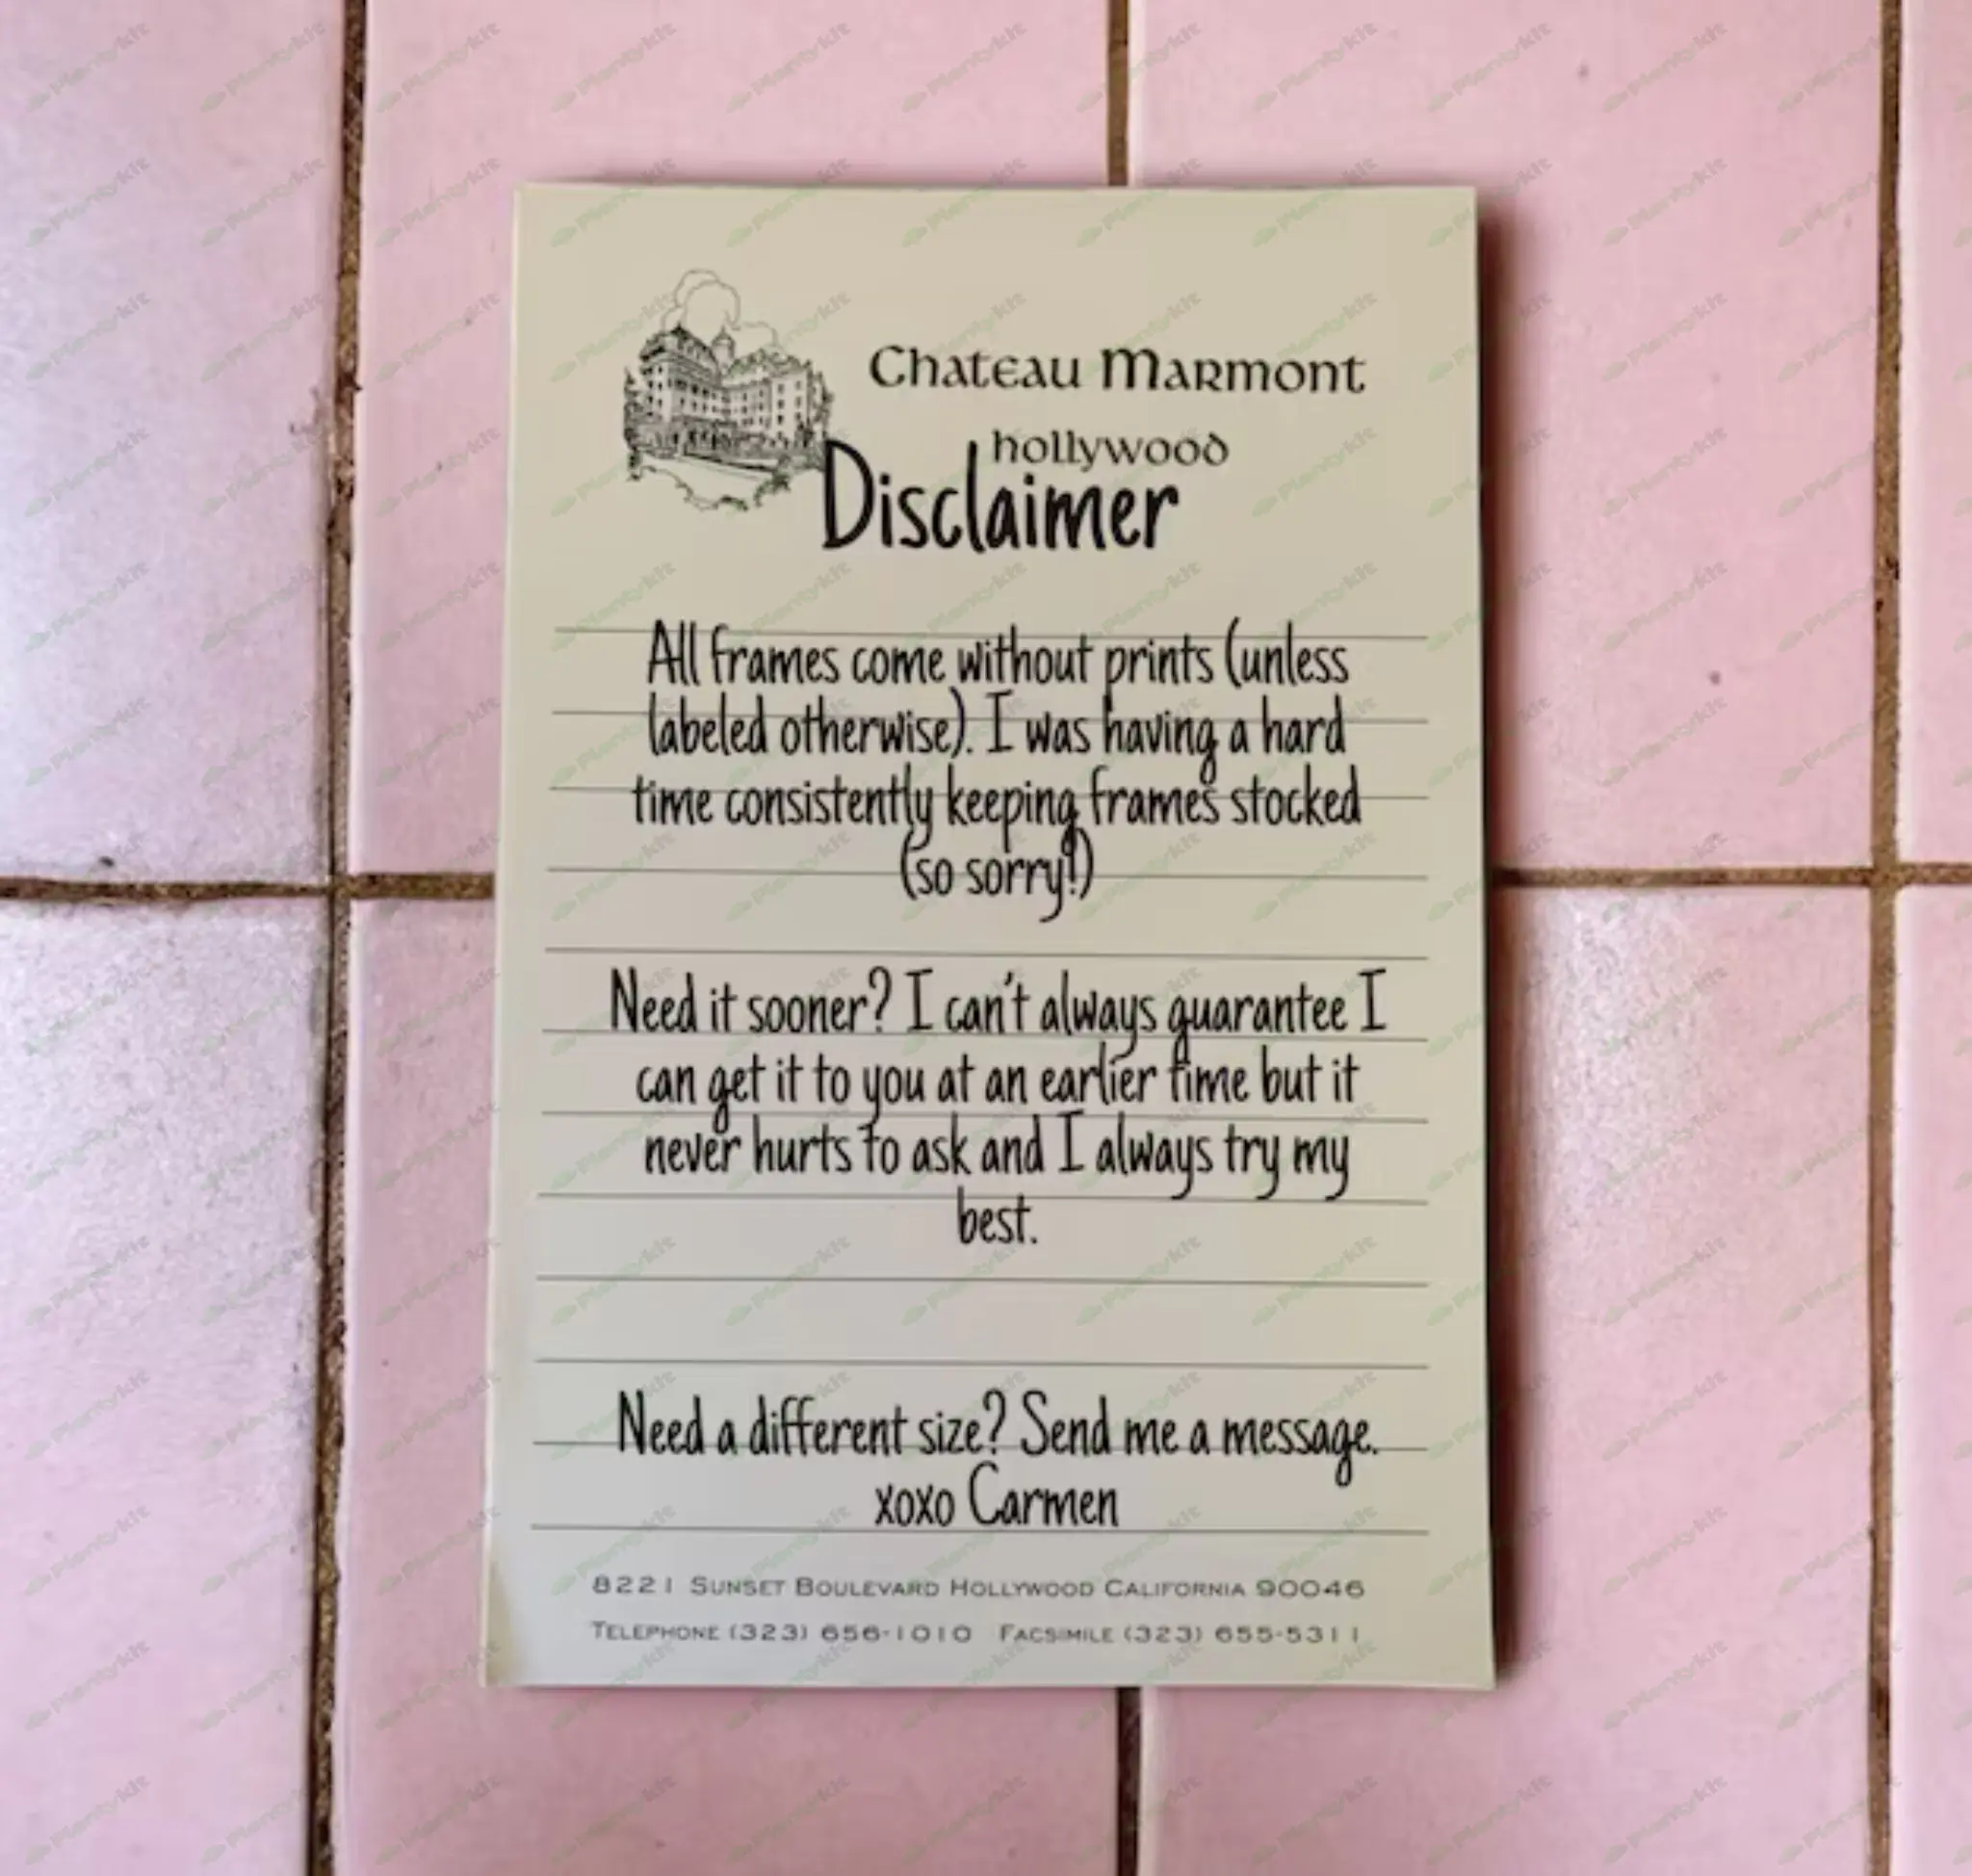 Chateau Marmont
hollywood
Disclaimer
All frames come without prints (unless
labeled otherwise). I was having a hard
time consistently keeping frames stocked
(so sorry!)
Need it sooner? I can't always guarantee I
can get it to you at an earlier time but it
never hurts to ask and I always try my
best.
Need a different size? Send me a message.
xoxo Carmen
8221 Sunset Boulevard Hollywood California 90046
Telephone (323) 656-1010 Facsimile (323) 655-5311
Plentykit